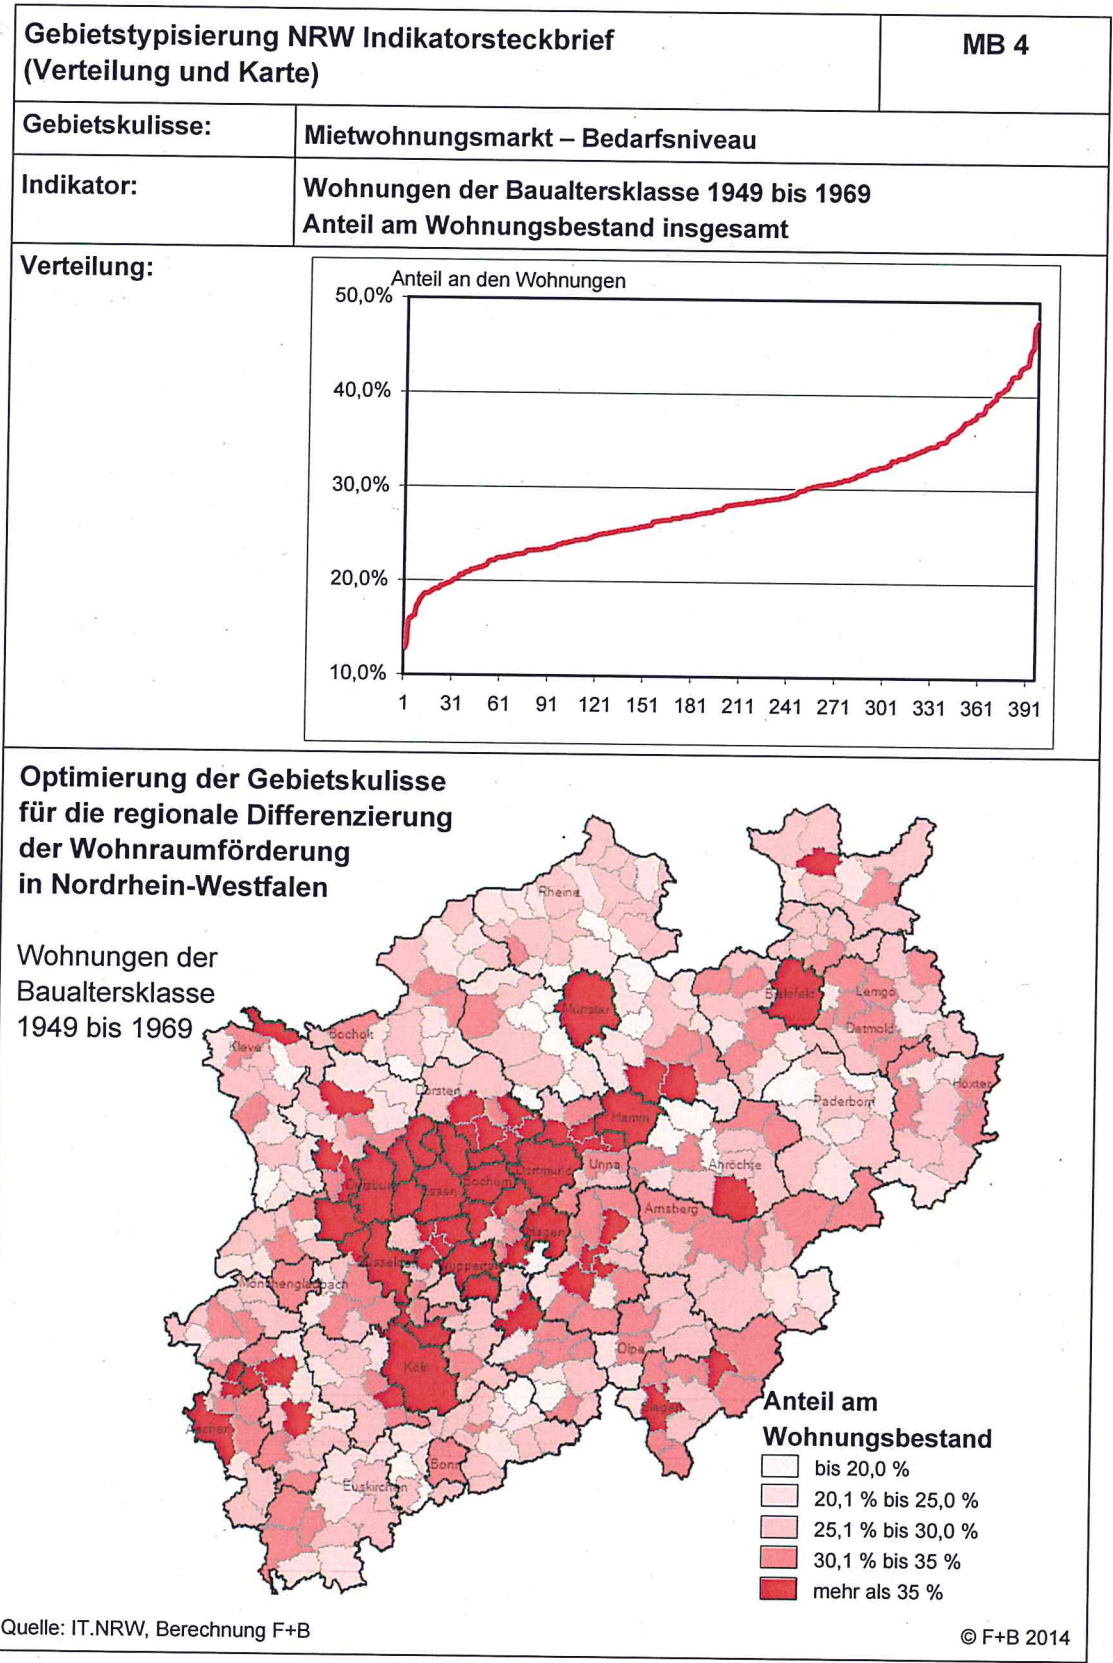 Gebietstypisierung NRW Indikatorsteckbrief
(Verteilung und Karte)
MB 4
Gebietskulisse:
Mietwohnungsmarkt – Bedarfsniveau
Indikator:
Wohnungen der Baualtersklasse 1949 bis 1969
Anteil am Wohnungsbestand insgesamt
Verteilung:
Anteil an den Wohnungen
50,0%
40,0%
30,0%
20,0%
10,0%
1 31 61 91 121 151 181 211 241 271 301 331 361 391
Optimierung der Gebietskulisse
für die regionale Differenzierung
der Wohnraumförderung
in Nordrhein-Westfalen
Wohnungen der
Baualtersklasse
1949 bis 1969
Rheine
Münster
Bielefeld
Lemgo
Detmold
Bocholt
Kleve
Dorsten
Höxter
Paderborn
Hamm
Duisburg
Essen
Bochum
Dortmund
Unna
Anröchte
Arnsberg
Hagen
Düsseldorf
Wuppertal
Mönchengladbach
Olpe
Köln
Siegen
Aachen
Bonn
Euskirchen
Anteil am
Wohnungsbestand
bis 20,0 %
20,1 % bis 25,0 %
25,1 % bis 30,0 %
30,1 % bis 35 %
mehr als 35 %
Quelle: IT.NRW, Berechnung F+B
© F+B 2014